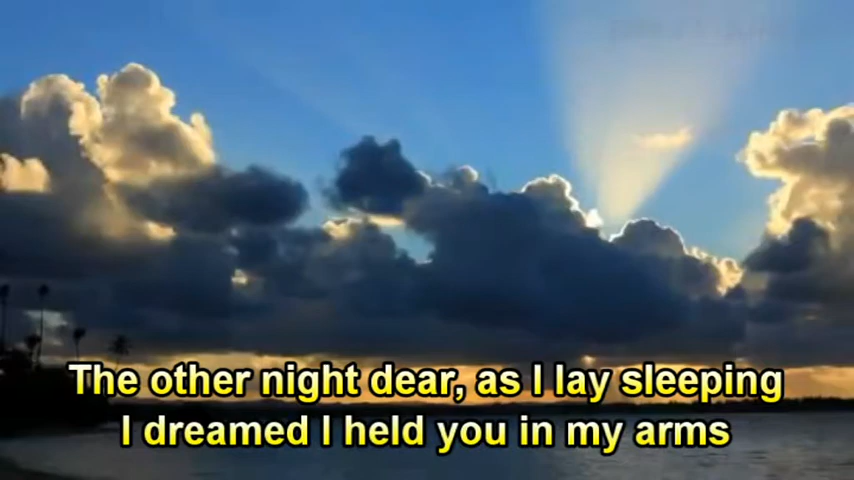 The other night dear, as I lay sleeping
I dreamed I held you in my arms